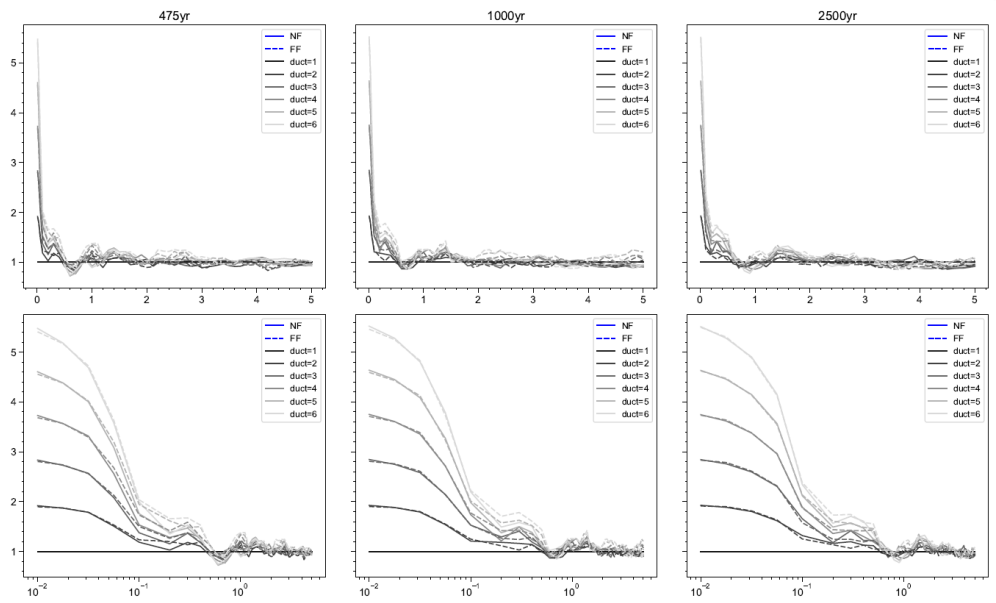 475yr
1000yr
2500yr
5
4
3
2
1
NF
FF
duct=1
duct=2
duct=3
duct=4
duct=5
duct=6
NF
FF
duct=1
duct=2
duct=3
duct=4
duct=5
duct=6
NF
FF
duct=1
duct=2
duct=3
duct=4
duct=5
duct=6
0 1 2 3 4 5
0 1 2 3 4 5
0 1 2 3 4 5
5
4
3
2
1
NF
FF
duct=1
duct=2
duct=3
duct=4
duct=5
duct=6
NF
FF
duct=1
duct=2
duct=3
duct=4
duct=5
duct=6
NF
FF
duct=1
duct=2
duct=3
duct=4
duct=5
duct=6
10⁻² 10⁻¹ 10⁰
10⁻² 10⁻¹ 10⁰
10⁻² 10⁻¹ 10⁰